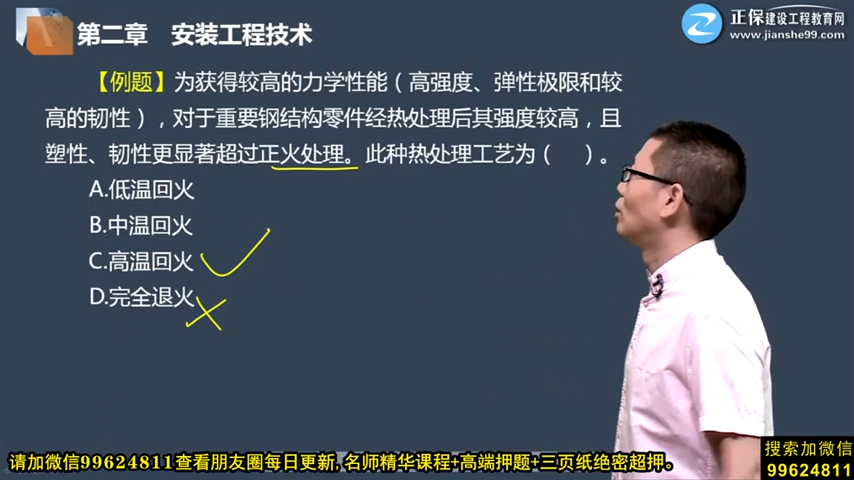 第二章 安装工程技术
正保建设工程教育网
www.jianshe99.com
【例题】为获得较高的力学性能（高强度、弹性极限和较
高的韧性），对于重要钢结构零件经热处理后其强度较高，且
塑性、韧性更显著超过正火处理。此种热处理工艺为（ ）。
A.低温回火
B.中温回火
C.高温回火
D.完全退火
搜索加微信
99624811
请加微信99624811查看朋友圈每日更新,名师精华课程+高端押题+三页纸绝密超押。